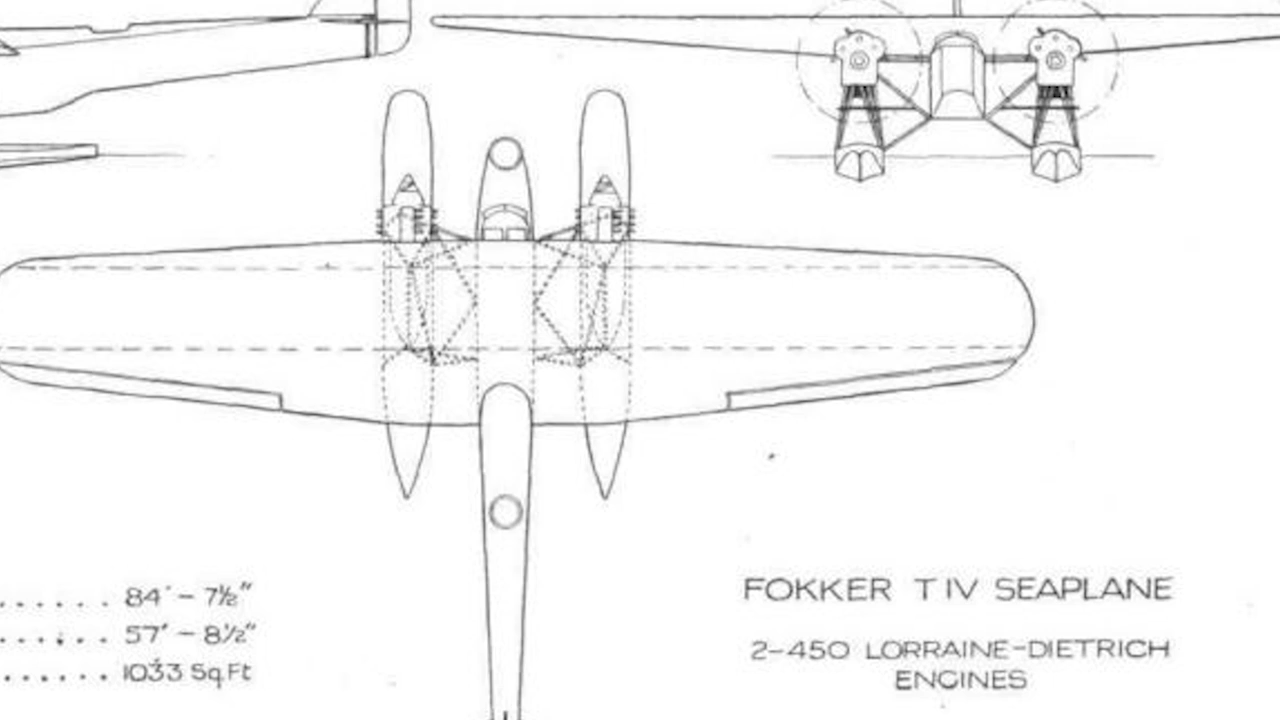 ...... 84' – 7½"
...... 57' – 8½"
...... 1033 Sq.Ft
FOKKER T IV SEAPLANE
2–450 LORRAINE–DIETRICH
ENGINES